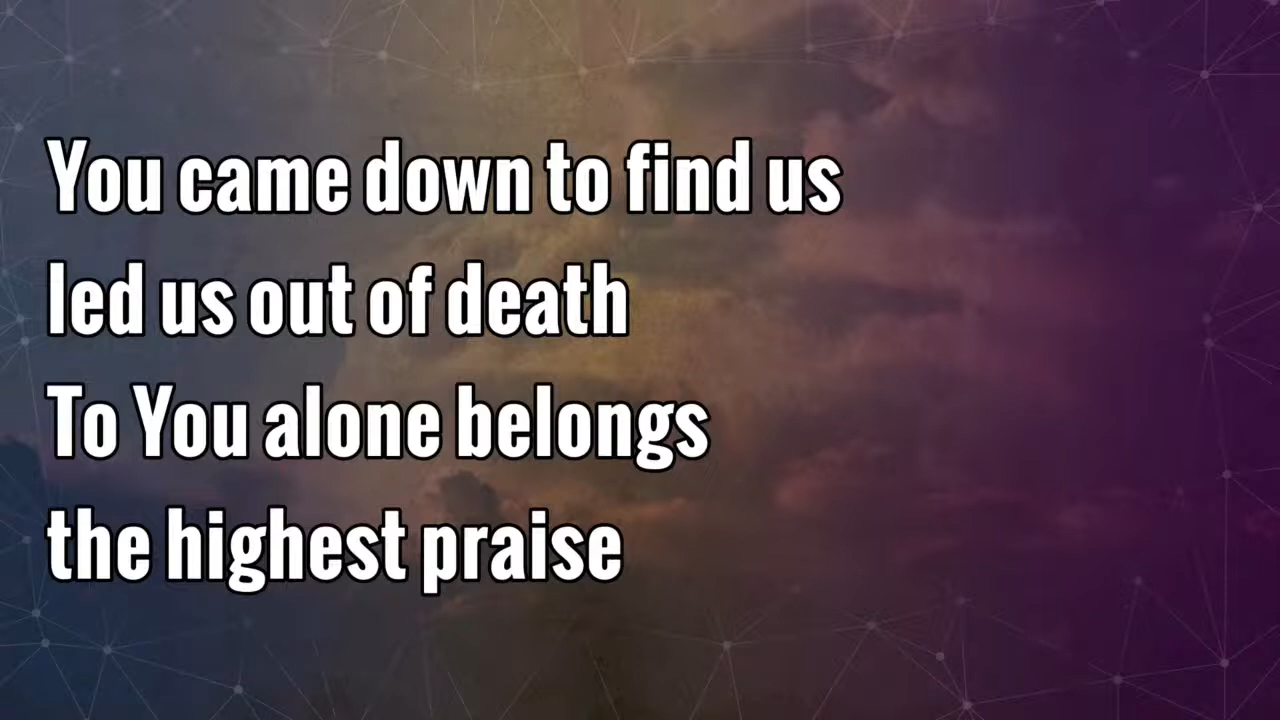 You came down to find us
led us out of death
To You alone belongs
the highest praise